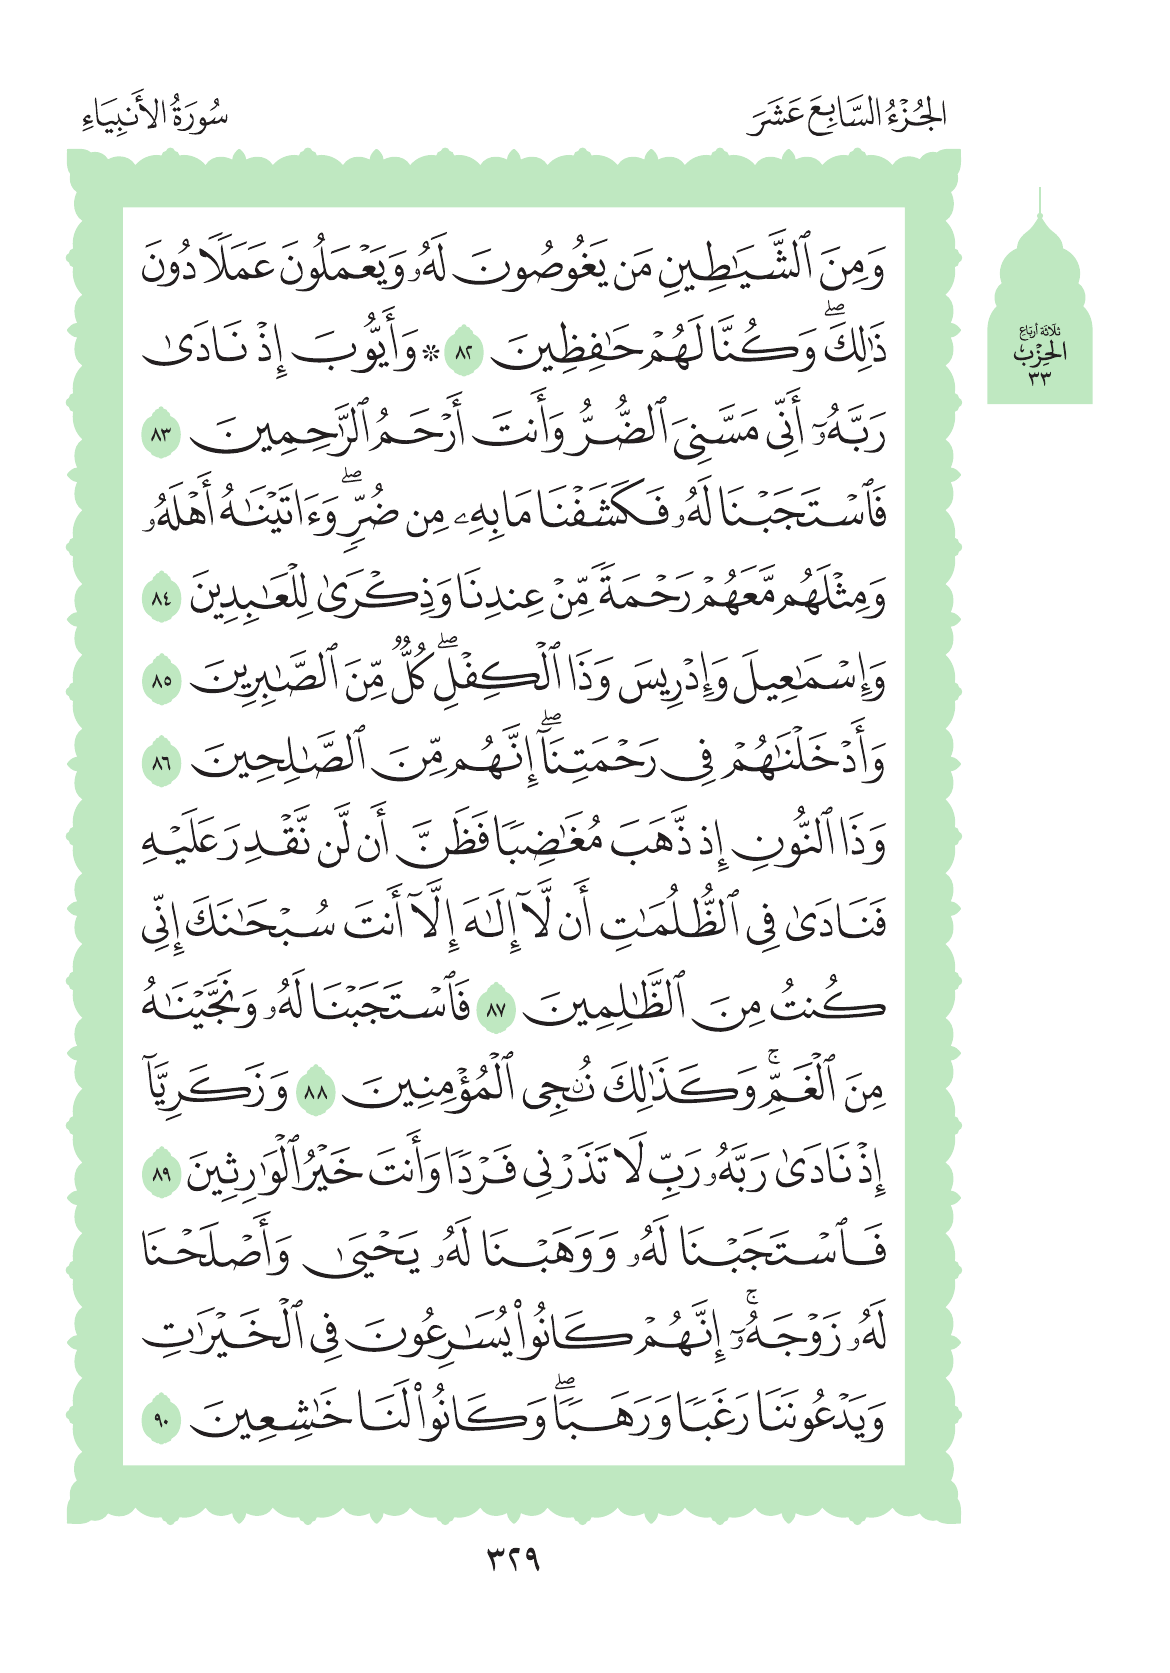 الجُزْءُ السَّابِعَ عَشَرَ
سُورَةُ الأَنبِيَاءِ
ثلَاثَة أرباع
الحِزْب
٣٣
وَمِنَ ٱلشَّيَٰطِينِ مَن يَغُوصُونَ لَهُۥ وَيَعْمَلُونَ عَمَلًا دُونَ
ذَٰلِكَۖ وَكُنَّا لَهُمْ حَٰفِظِينَ ٨٢ ۞ وَأَيُّوبَ إِذْ نَادَىٰ
رَبَّهُۥٓ أَنِّى مَسَّنِىَ ٱلضُّرُّ وَأَنتَ أَرْحَمُ ٱلرَّٰحِمِينَ ٨٣
فَٱسْتَجَبْنَا لَهُۥ فَكَشَفْنَا مَا بِهِۦ مِن ضُرٍّۖ وَءَاتَيْنَٰهُ أَهْلَهُۥ
وَمِثْلَهُم مَّعَهُمْ رَحْمَةً مِّنْ عِندِنَا وَذِكْرَىٰ لِلْعَٰبِدِينَ ٨٤
وَإِسْمَٰعِيلَ وَإِدْرِيسَ وَذَا ٱلْكِفْلِۖ كُلٌّ مِّنَ ٱلصَّٰبِرِينَ ٨٥
وَأَدْخَلْنَٰهُمْ فِى رَحْمَتِنَآۖ إِنَّهُم مِّنَ ٱلصَّٰلِحِينَ ٨٦
وَذَا ٱلنُّونِ إِذ ذَّهَبَ مُغَٰضِبًا فَظَنَّ أَن لَّن نَّقْدِرَ عَلَيْهِ
فَنَادَىٰ فِى ٱلظُّلُمَٰتِ أَن لَّآ إِلَٰهَ إِلَّآ أَنتَ سُبْحَٰنَكَ إِنِّى
كُنتُ مِنَ ٱلظَّٰلِمِينَ ٨٧ فَٱسْتَجَبْنَا لَهُۥ وَنَجَّيْنَٰهُ
مِنَ ٱلْغَمِّۚ وَكَذَٰلِكَ نُۨجِى ٱلْمُؤْمِنِينَ ٨٨ وَزَكَرِيَّآ
إِذْ نَادَىٰ رَبَّهُۥ رَبِّ لَا تَذَرْنِى فَرْدًا وَأَنتَ خَيْرُ ٱلْوَٰرِثِينَ ٨٩
فَٱسْتَجَبْنَا لَهُۥ وَوَهَبْنَا لَهُۥ يَحْيَىٰ وَأَصْلَحْنَا
لَهُۥ زَوْجَهُۥٓۚ إِنَّهُمْ كَانُوا۟ يُسَٰرِعُونَ فِى ٱلْخَيْرَٰتِ
وَيَدْعُونَنَا رَغَبًا وَرَهَبًاۖ وَكَانُوا۟ لَنَا خَٰشِعِينَ ٩٠
٣٢٩